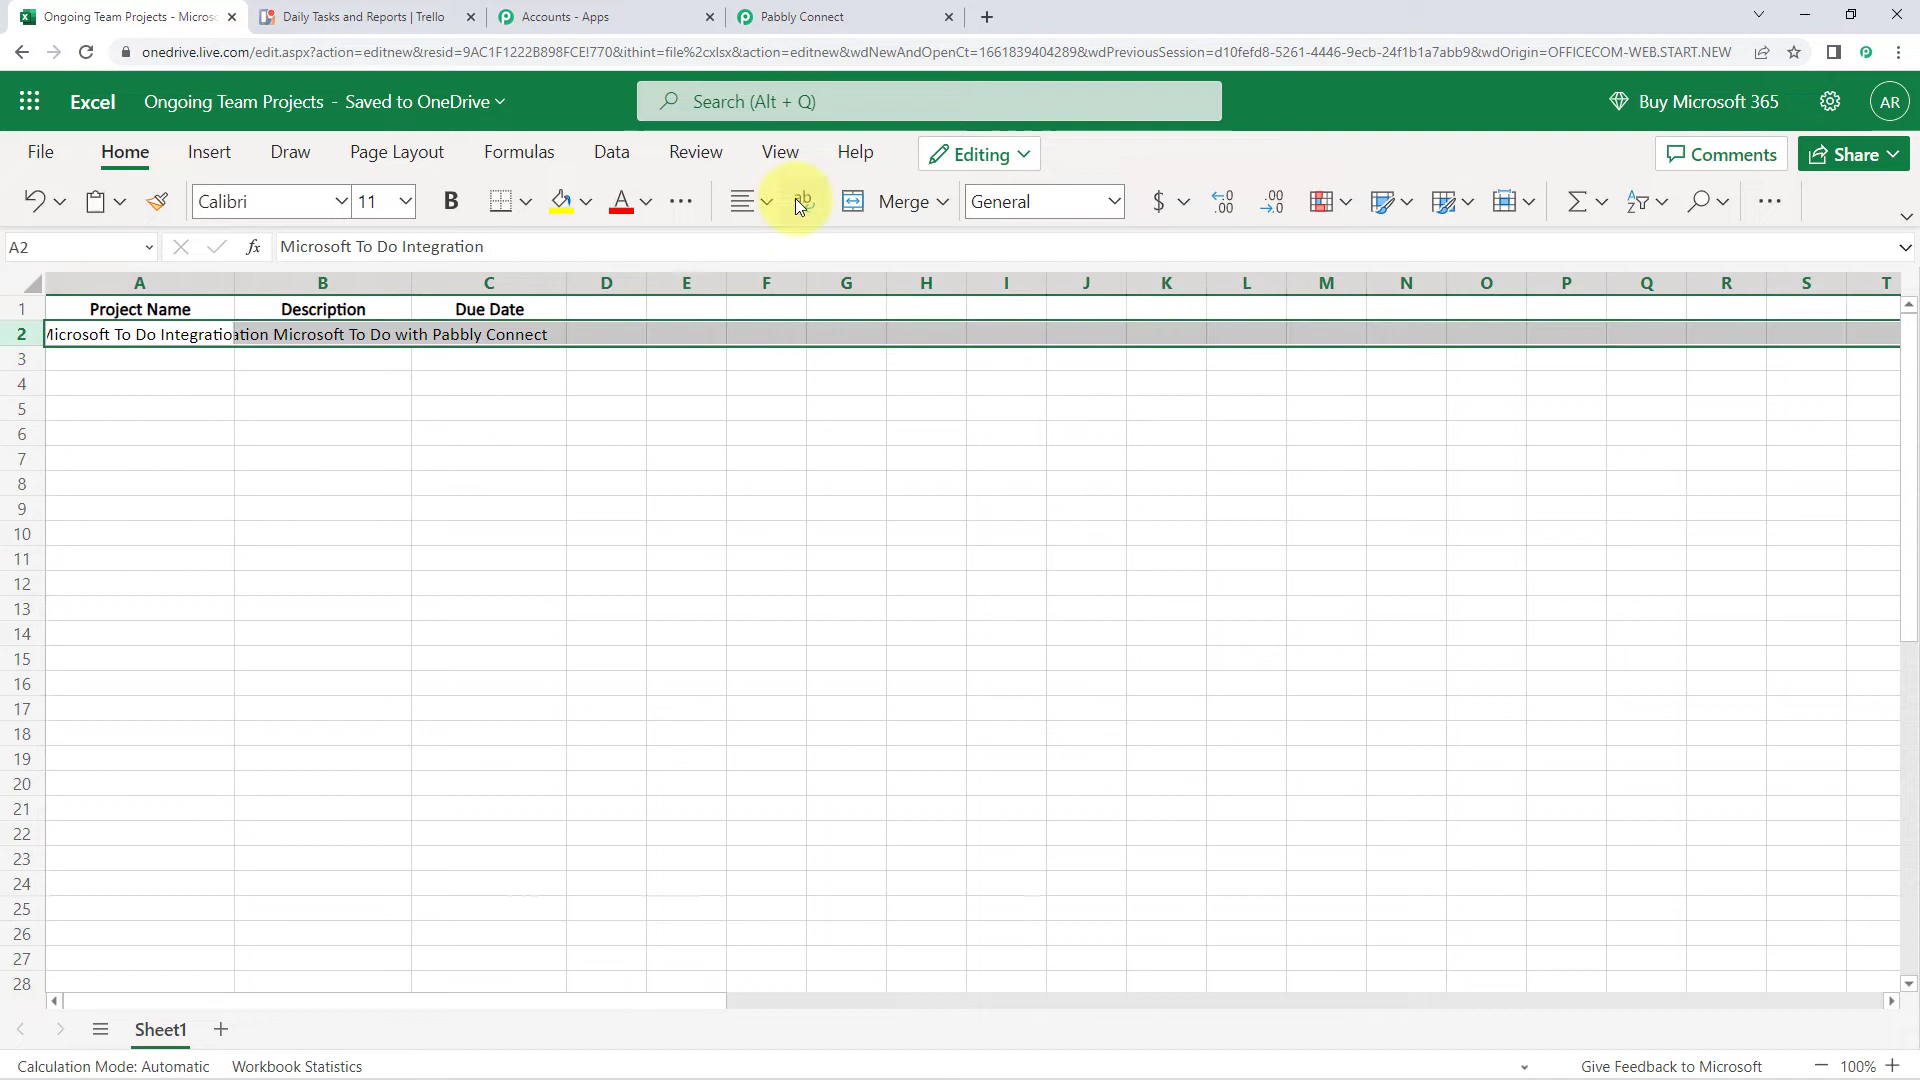 Ongoing Team Projects - Micros
Daily Tasks and Reports | Trello
Accounts - Apps
Pabbly Connect
onedrive.live.com/edit.aspx?action=editnew&resid=9AC1F1222B898FCE!770&ithint=file%2cxlsx&action=editnew&wdNewAndOpenCt=1661839404289&wdPreviousSession=d10fefd8-5261-4446-9ecb-24f1b1a7abb9&wdOrigin=OFFICECOM-WEB.START.NEW
Excel
Ongoing Team Projects - Saved to OneDrive
Search (Alt + Q)
Buy Microsoft 365
AR
File
Home
Insert
Draw
Page Layout
Formulas
Data
Review
View
Help
Editing
Comments
Share
Calibri
11
B
A
ab
Merge
General
$
A2
fx
Microsoft To Do Integration
A B C D E F G H I J K L M N O P Q R S T
1 Project Name Description Due Date
2 Microsoft To Do Integratio ation Microsoft To Do with Pabbly Connect
3
4
5
6
7
8
9
10
11
12
13
14
15
16
17
18
19
20
21
22
23
24
25
26
27
28
Sheet1
Calculation Mode: Automatic
Workbook Statistics
Give Feedback to Microsoft
100%